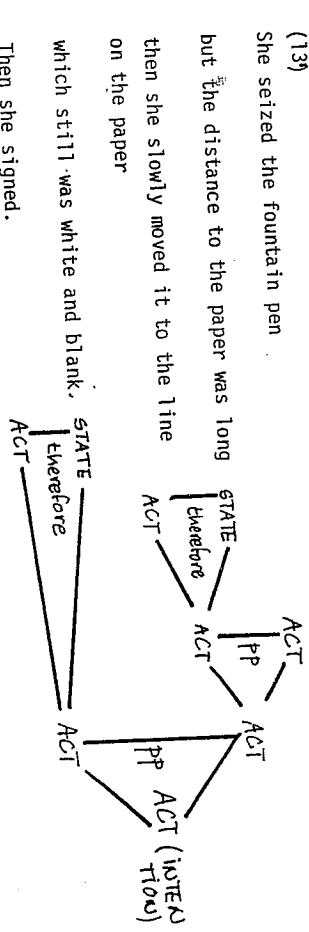 (13)
She seized the fountain pen
but the distance to the paper was long
then she slowly moved it to the line
on the paper
which still was white and blank.
Then she signed.
ACT
PP
ACT
STATE
therefore
ACT
ACT
STATE
therefore
ACT
PP
ACT
ACT (INTEN
TION)